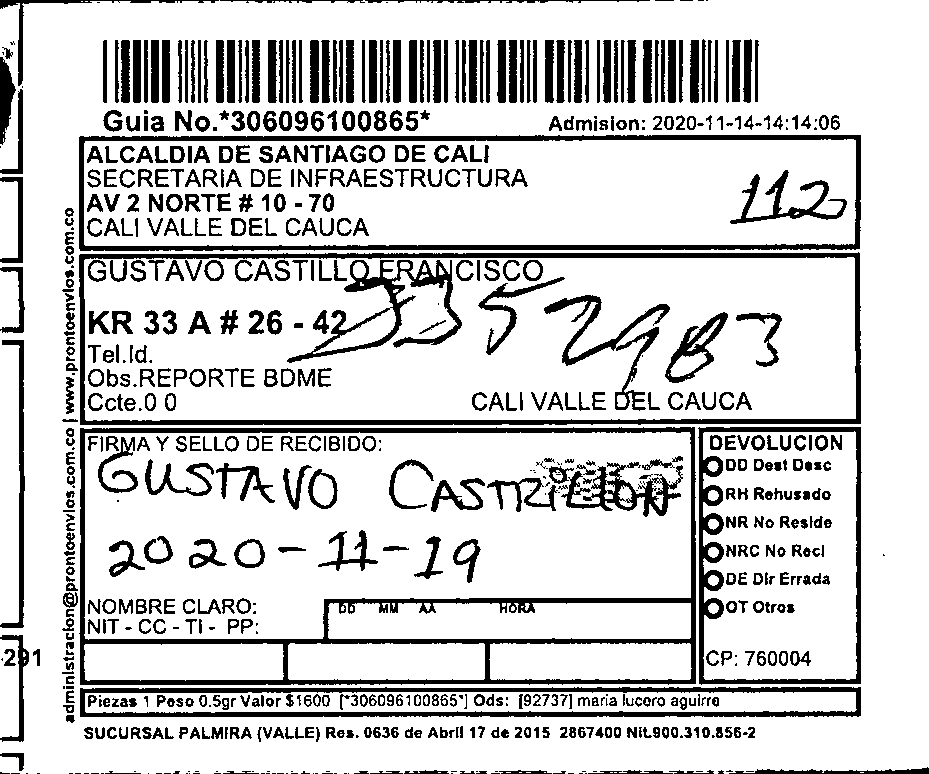 Guia No.*306096100865*
Admision: 2020-11-14-14:14:06
ALCALDIA DE SANTIAGO DE CALI
SECRETARIA DE INFRAESTRUCTURA
AV 2 NORTE # 10 - 70
CALI VALLE DEL CAUCA
112
GUSTAVO CASTILLO FRANCISCO
KR 33 A # 26 - 42
3352983
Tel.Id.
Obs.REPORTE BDME
Ccte.0 0
CALI VALLE DEL CAUCA
FIRMA Y SELLO DE RECIBIDO:
GUSTAVO CASTRILLON
2020-11-19
NOMBRE CLARO:
NIT - CC - TI - PP:
DD MM AA HORA
DEVOLUCION
DD Dest Desc
RH Rehusado
NR No Reside
NRC No Recl
DE Dir Errada
OT Otros
CP: 760004
Piezas 1 Peso 0.5gr Valor $1600 [*306096100865*] Ods: [92737] maria lucero aguirre
SUCURSAL PALMIRA (VALLE) Res. 0636 de Abril 17 de 2015 2867400 Nit.900.310.856-2
administracion@prontoenvios.com.co | www.prontoenvios.com.co
291